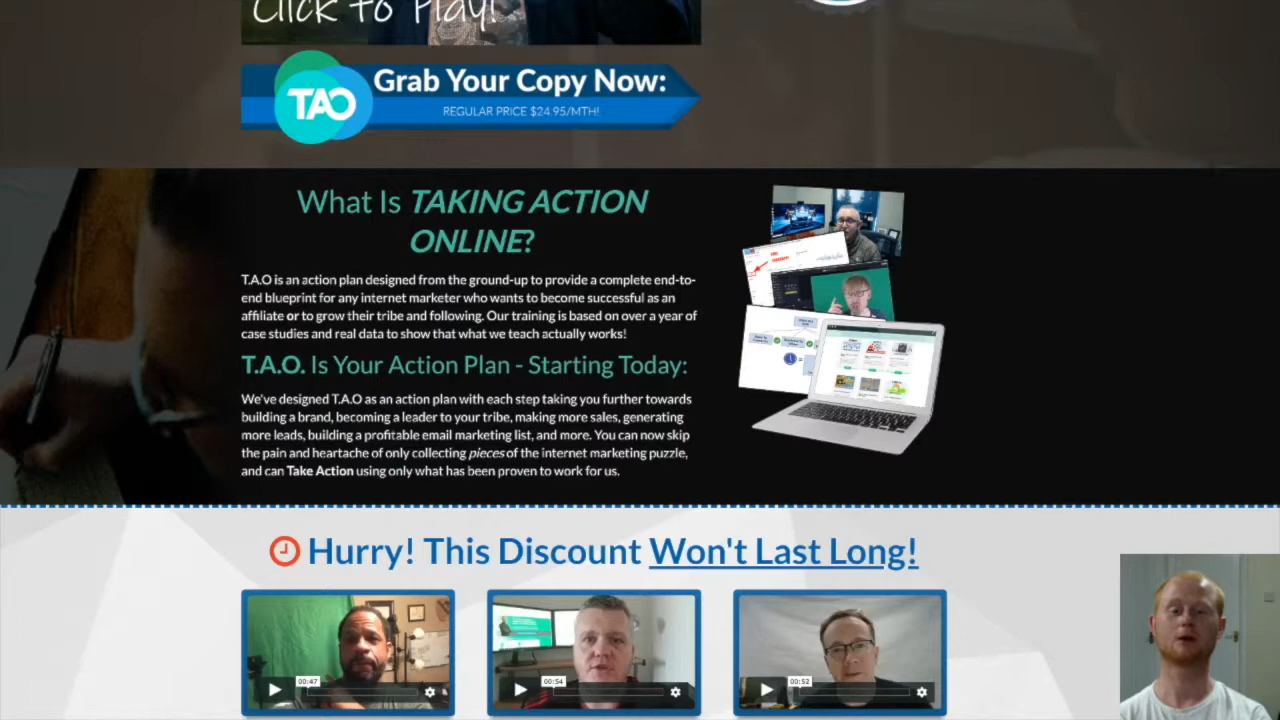 Click to Play!
TAO
Grab Your Copy Now:
REGULAR PRICE $24.95/MTH!
What Is TAKING ACTION
ONLINE?
T.A.O is an action plan designed from the ground-up to provide a complete end-to-
end blueprint for any internet marketer who wants to become successful as an
affiliate or to grow their tribe and following. Our training is based on over a year of
case studies and real data to show that what we teach actually works!
T.A.O. Is Your Action Plan - Starting Today:
We've designed T.A.O as an action plan with each step taking you further towards
building a brand, becoming a leader to your tribe, making more sales, generating
more leads, building a profitable email marketing list, and more. You can now skip
the pain and heartache of only collecting pieces of the internet marketing puzzle,
and can Take Action using only what has been proven to work for us.
Hurry! This Discount Won't Last Long!
00:47
00:54
00:52